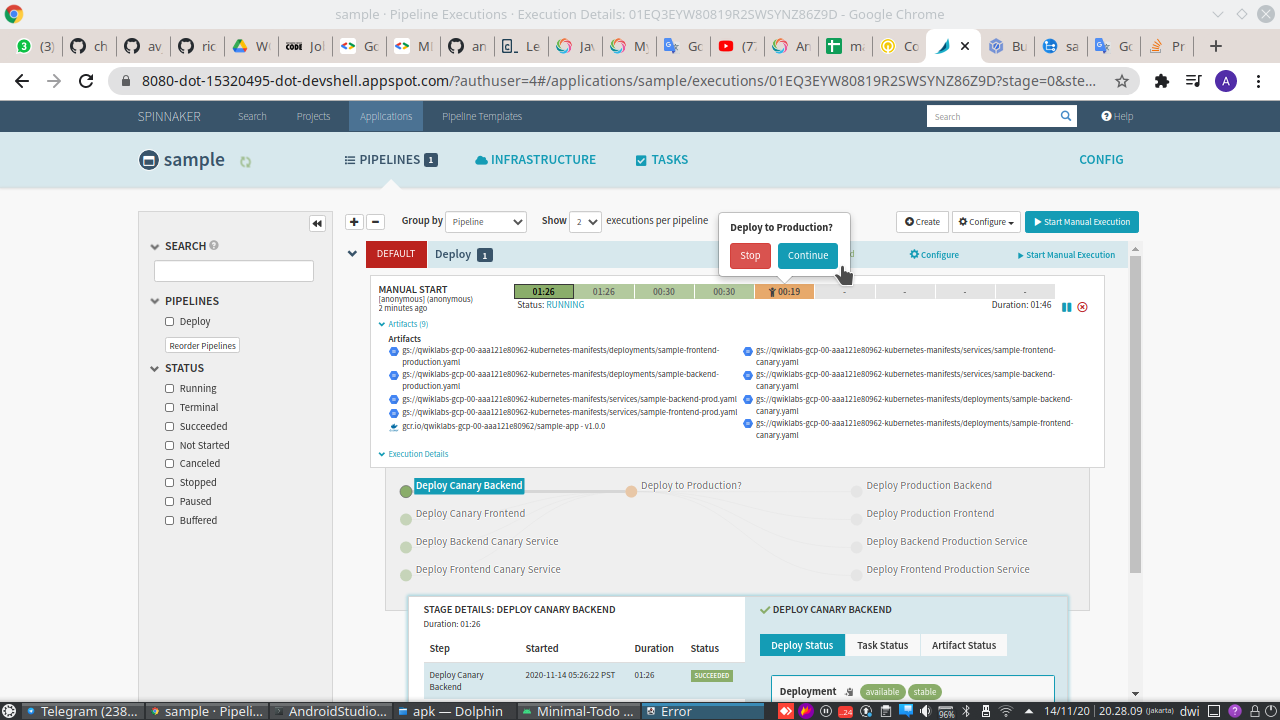 sample · Pipeline Executions · Execution Details: 01EQ3EYW80819R2SWSYNZ86Z9D - Google Chrome
(3) ch av ric W Jol Go MI an Le Jav My Go (7 An ma Co Bu sa Go Pr
8080-dot-15320495-dot-devshell.appspot.com/?authuser=4#/applications/sample/executions/01EQ3EYW80819R2SWSYNZ86Z9D?stage=0&ste... A
SPINNAKER Search Projects Applications Pipeline Templates Search Help
sample PIPELINES 1 INFRASTRUCTURE TASKS CONFIG
Group by Pipeline Show 2 executions per pipeline Create Configure Start Manual Execution
Deploy to Production?
Stop Continue
SEARCH
PIPELINES
Deploy
Reorder Pipelines
STATUS
Running
Terminal
Succeeded
Not Started
Canceled
Stopped
Paused
Buffered
DEFAULT Deploy 1 Configure Start Manual Execution
MANUAL START
[anonymous] (anonymous)
2 minutes ago
01:26 01:26 00:30 00:30 00:19 - - - -
Status: RUNNING Duration: 01:46
Artifacts (9)
Artifacts
gs://qwiklabs-gcp-00-aaa121e80962-kubernetes-manifests/deployments/sample-frontend-
production.yaml
gs://qwiklabs-gcp-00-aaa121e80962-kubernetes-manifests/deployments/sample-backend-
production.yaml
gs://qwiklabs-gcp-00-aaa121e80962-kubernetes-manifests/services/sample-backend-prod.yaml
gs://qwiklabs-gcp-00-aaa121e80962-kubernetes-manifests/services/sample-frontend-prod.yaml
gcr.io/qwiklabs-gcp-00-aaa121e80962/sample-app - v1.0.0
gs://qwiklabs-gcp-00-aaa121e80962-kubernetes-manifests/services/sample-frontend-
canary.yaml
gs://qwiklabs-gcp-00-aaa121e80962-kubernetes-manifests/services/sample-backend-
canary.yaml
gs://qwiklabs-gcp-00-aaa121e80962-kubernetes-manifests/deployments/sample-backend-
canary.yaml
gs://qwiklabs-gcp-00-aaa121e80962-kubernetes-manifests/deployments/sample-frontend-
canary.yaml
Execution Details
Deploy Canary Backend Deploy to Production? Deploy Production Backend
Deploy Canary Frontend Deploy Production Frontend
Deploy Backend Canary Service Deploy Backend Production Service
Deploy Frontend Canary Service Deploy Frontend Production Service
STAGE DETAILS: DEPLOY CANARY BACKEND
Duration: 01:26
Step Started Duration Status
Deploy Canary
Backend
2020-11-14 05:26:22 PST 01:26 SUCCEEDED
DEPLOY CANARY BACKEND
Deploy Status Task Status Artifact Status
Deployment available stable
Telegram (238... sample · Pipeli... AndroidStudio... apk — Dolphin Minimal-Todo ... Error .24 96% 14/11/20 20.28.09 (Jakarta) dwi